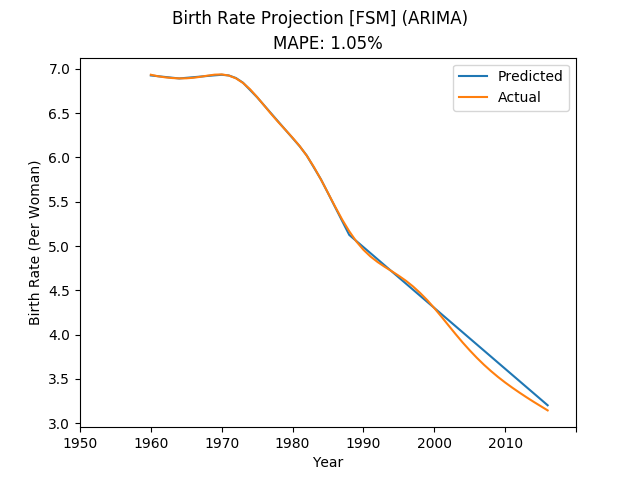 Birth Rate Projection [FSM] (ARIMA)
MAPE: 1.05%
Predicted
Actual
Birth Rate (Per Woman)
7.0
6.5
6.0
5.5
5.0
4.5
4.0
3.5
3.0
1950 1960 1970 1980 1990 2000 2010
Year